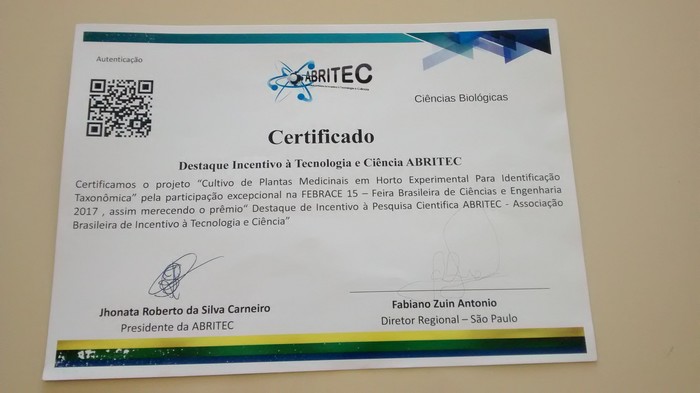 Autenticação
ABRITEC
Ciências Biológicas
Certificado
Destaque Incentivo à Tecnologia e Ciência ABRITEC
Certificamos o projeto “Cultivo de Plantas Medicinais em Horto Experimental Para Identificação
Taxonômica” pela participação excepcional na FEBRACE 15 – Feira Brasileira de Ciências e Engenharia
2017 , assim merecendo o prêmio“ Destaque de Incentivo à Pesquisa Cientifica ABRITEC - Associação
Brasileira de Incentivo à Tecnologia e Ciência”
Jhonata Roberto da Silva Carneiro
Presidente da ABRITEC
Fabiano Zuin Antonio
Diretor Regional – São Paulo